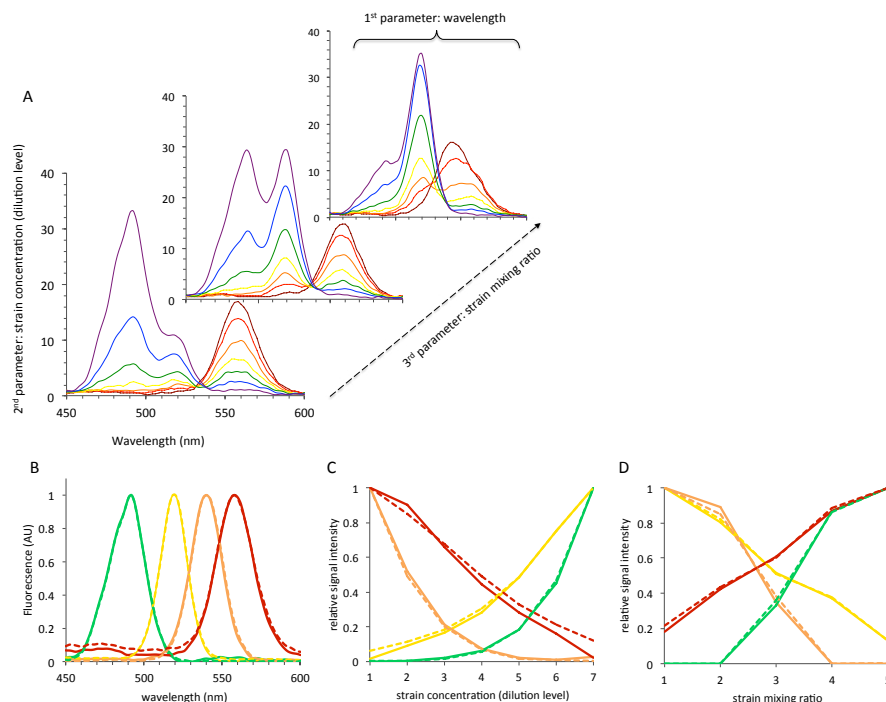 1st parameter: wavelength
A
40
30
20
10
0
40
30
20
10
0
40
30
20
10
0
450 500 550 600
Wavelength (nm)
2nd parameter: strain concentration (dilution level)
3rd parameter: strain mixing ratio
B
Fluoressence (AU)
1
0.8
0.6
0.4
0.2
0
450 500 550 600
wavelength (nm)
C
relative signal intensity
1
0.8
0.6
0.4
0.2
0
1 2 3 4 5 6 7
strain concentration (dilution level)
D
relative signal intensity
1
0.8
0.6
0.4
0.2
0
1 2 3 4
strain mixing ratio